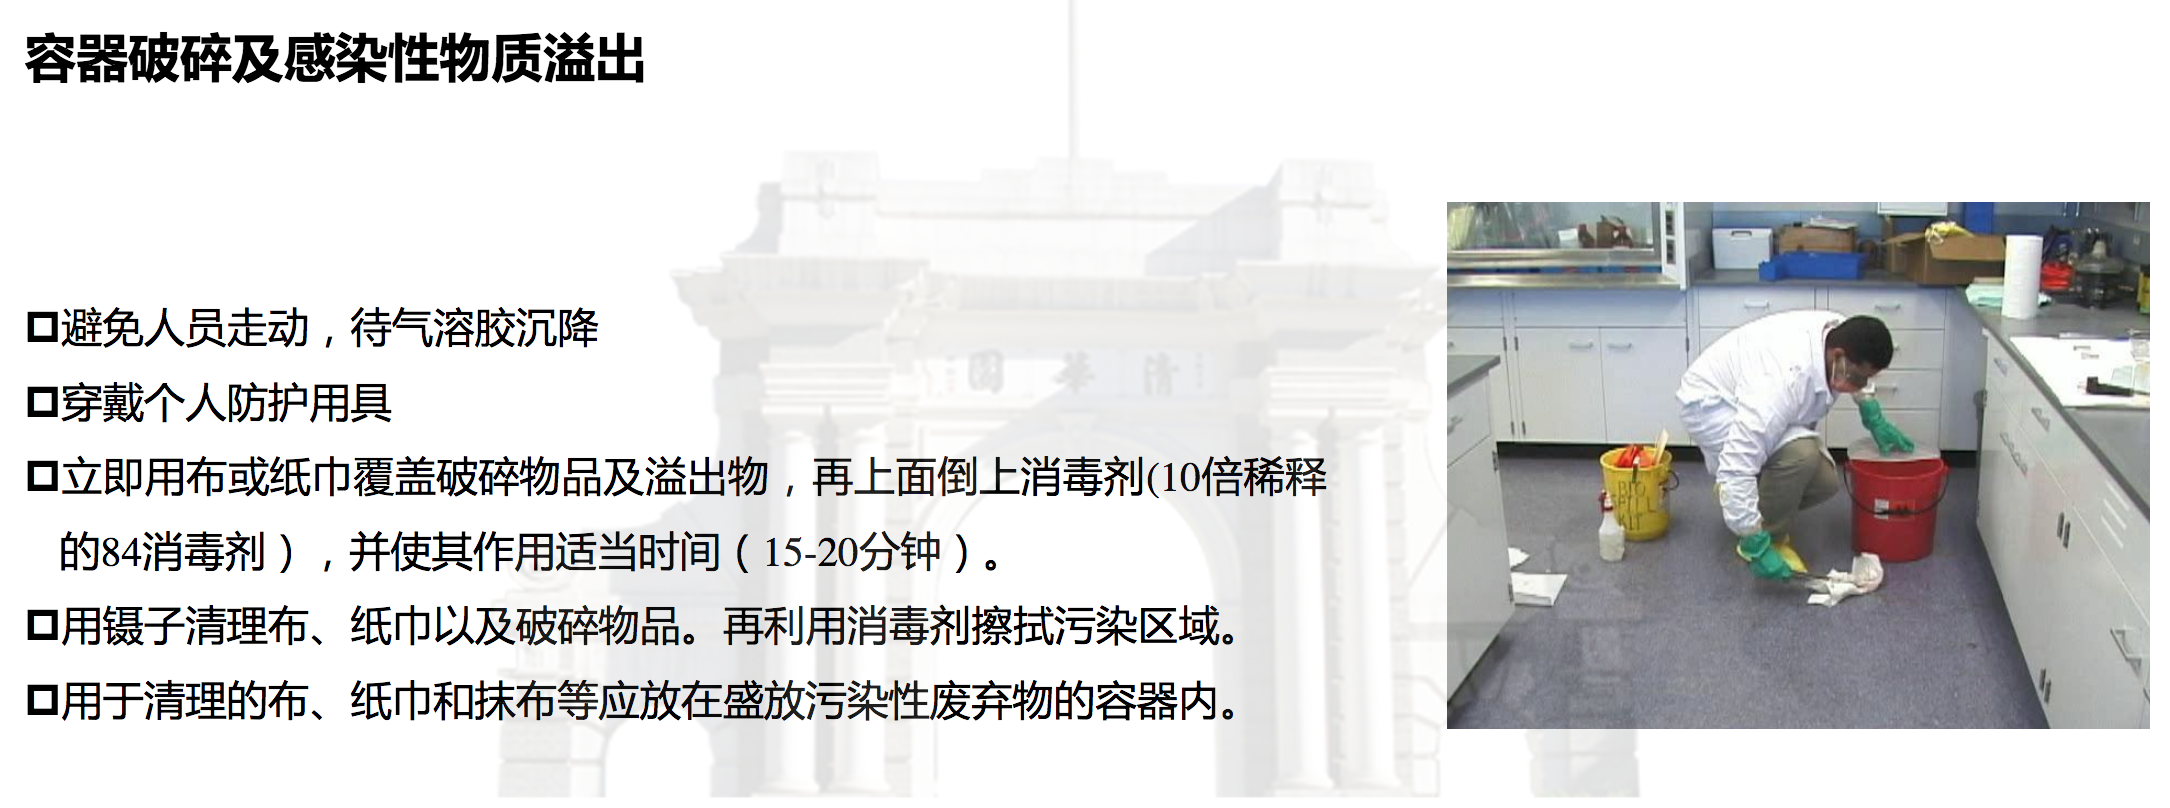 容器破碎及感染性物质溢出
避免人员走动，待气溶胶沉降
穿戴个人防护用具
立即用布或纸巾覆盖破碎物品及溢出物，再上面倒上消毒剂(10倍稀释
的84消毒剂），并使其作用适当时间（15-20分钟）。
用镊子清理布、纸巾以及破碎物品。再利用消毒剂擦拭污染区域。
用于清理的布、纸巾和抹布等应放在盛放污染性废弃物的容器内。
園 華 清
BIO
SPILL
KIT